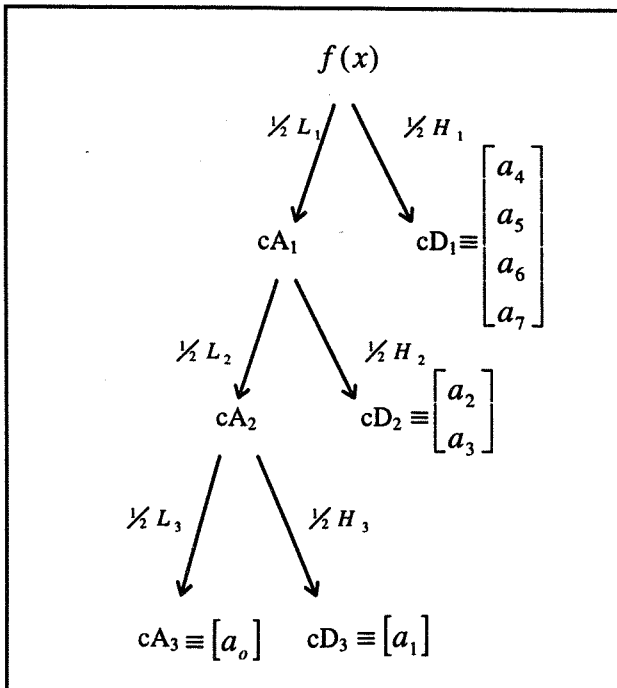 f(x)
½ L₁ ½ H₁
cA₁ cD₁≡[a₄ a₅ a₆ a₇]
½ L₂ ½ H₂
cA₂ cD₂≡[a₂ a₃]
½ L₃ ½ H₃
cA₃≡[aₒ] cD₃≡[a₁]